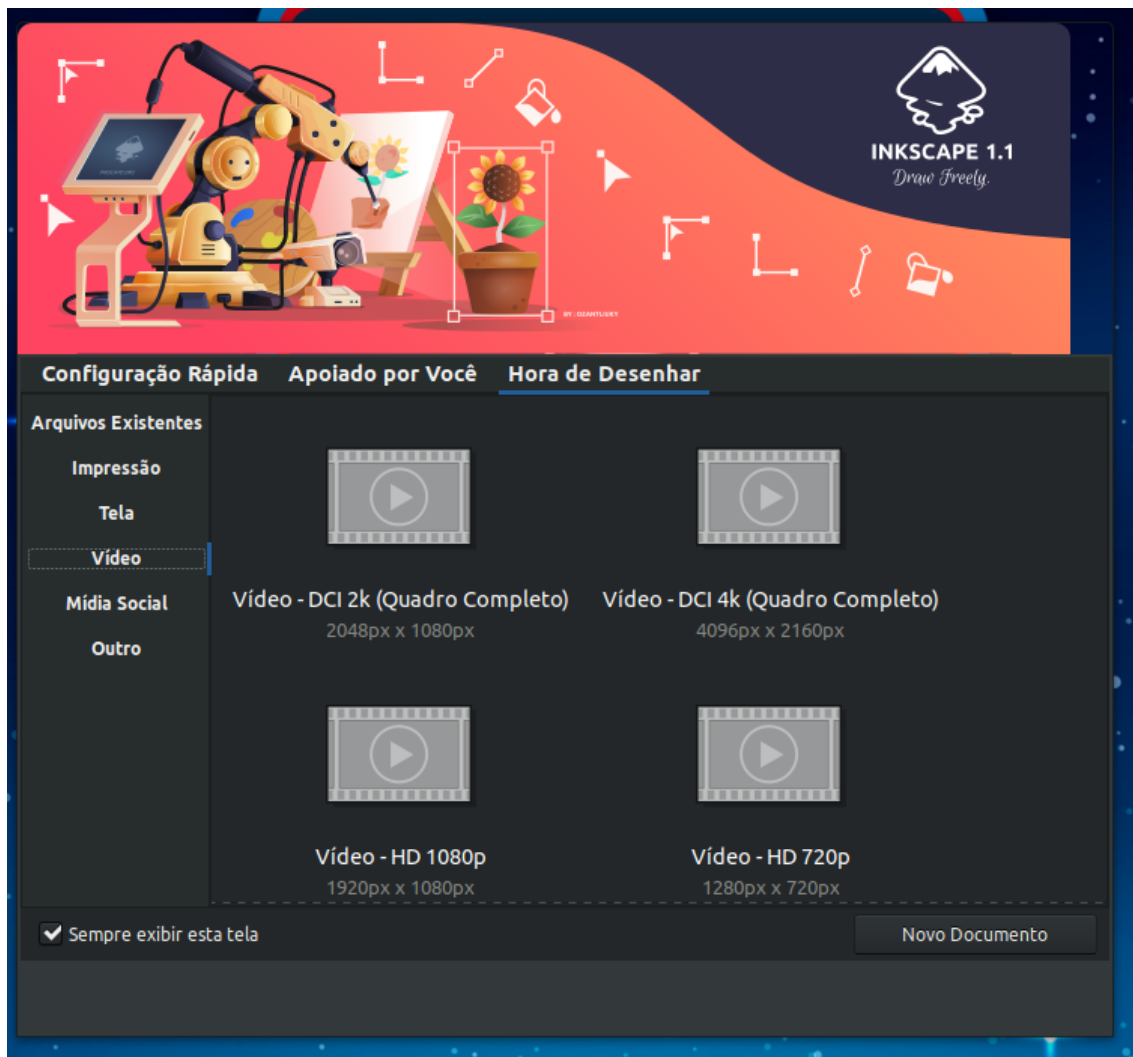 INKSCAPE 1.1
Draw Freely.
BY : OZANTLIUKY
Configuração Rápida Apoiado por Você Hora de Desenhar
Arquivos Existentes
Impressão
Tela
Vídeo
Mídia Social
Outro
Vídeo - DCI 2k (Quadro Completo) Vídeo - DCI 4k (Quadro Completo)
2048px x 1080px 4096px x 2160px
Vídeo - HD 1080p Vídeo - HD 720p
1920px x 1080px 1280px x 720px
Sempre exibir esta tela Novo Documento